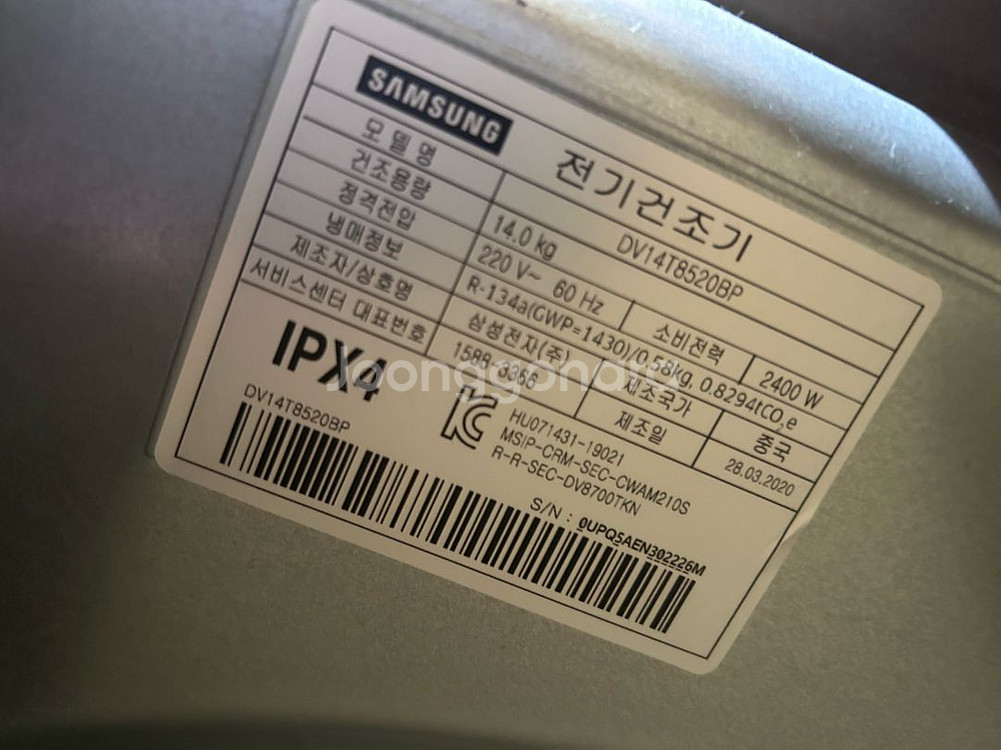 SAMSUNG 전기건조기
모델명 DV14T8520BP
건조용량 14.0 kg
정격전압 220 V~ 60 Hz 소비전력 2400 W
냉매정보 R-134a(GWP=1430)/0.58kg, 0.8294tCO₂e
제조자/상호명 삼성전자(주) 제조국가 중국
서비스센터 대표번호 1588-3366 제조일 28.03.2020
IPX4
HU071431-19021
MSIP-CRM-SEC-CWAM210S
R-R-SEC-DV8700TKN
DV14T8520BP
S/N : 0UPQ5AEN302226M